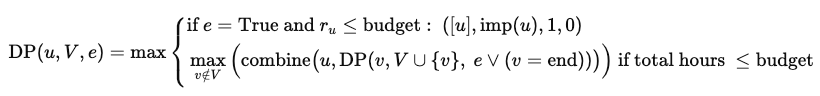 if e = True and r_u ≤ budget : ([u], imp(u), 1, 0)
DP(u, V, e) = max {
max_{v∉V} (combine(u, DP(v, V ∪ {v}, e ∨ (v = end)))) if total hours ≤ budget